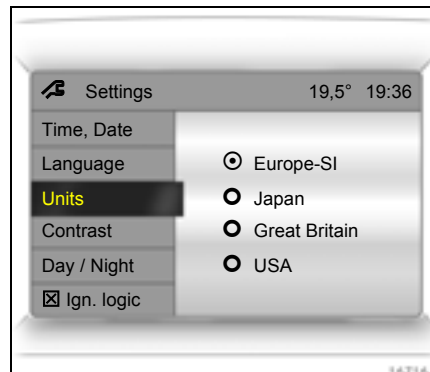 Settings 19,5° 19:36
Time, Date
Language
Units
Contrast
Day / Night
Ign. logic
Europe-SI
Japan
Great Britain
USA
16716